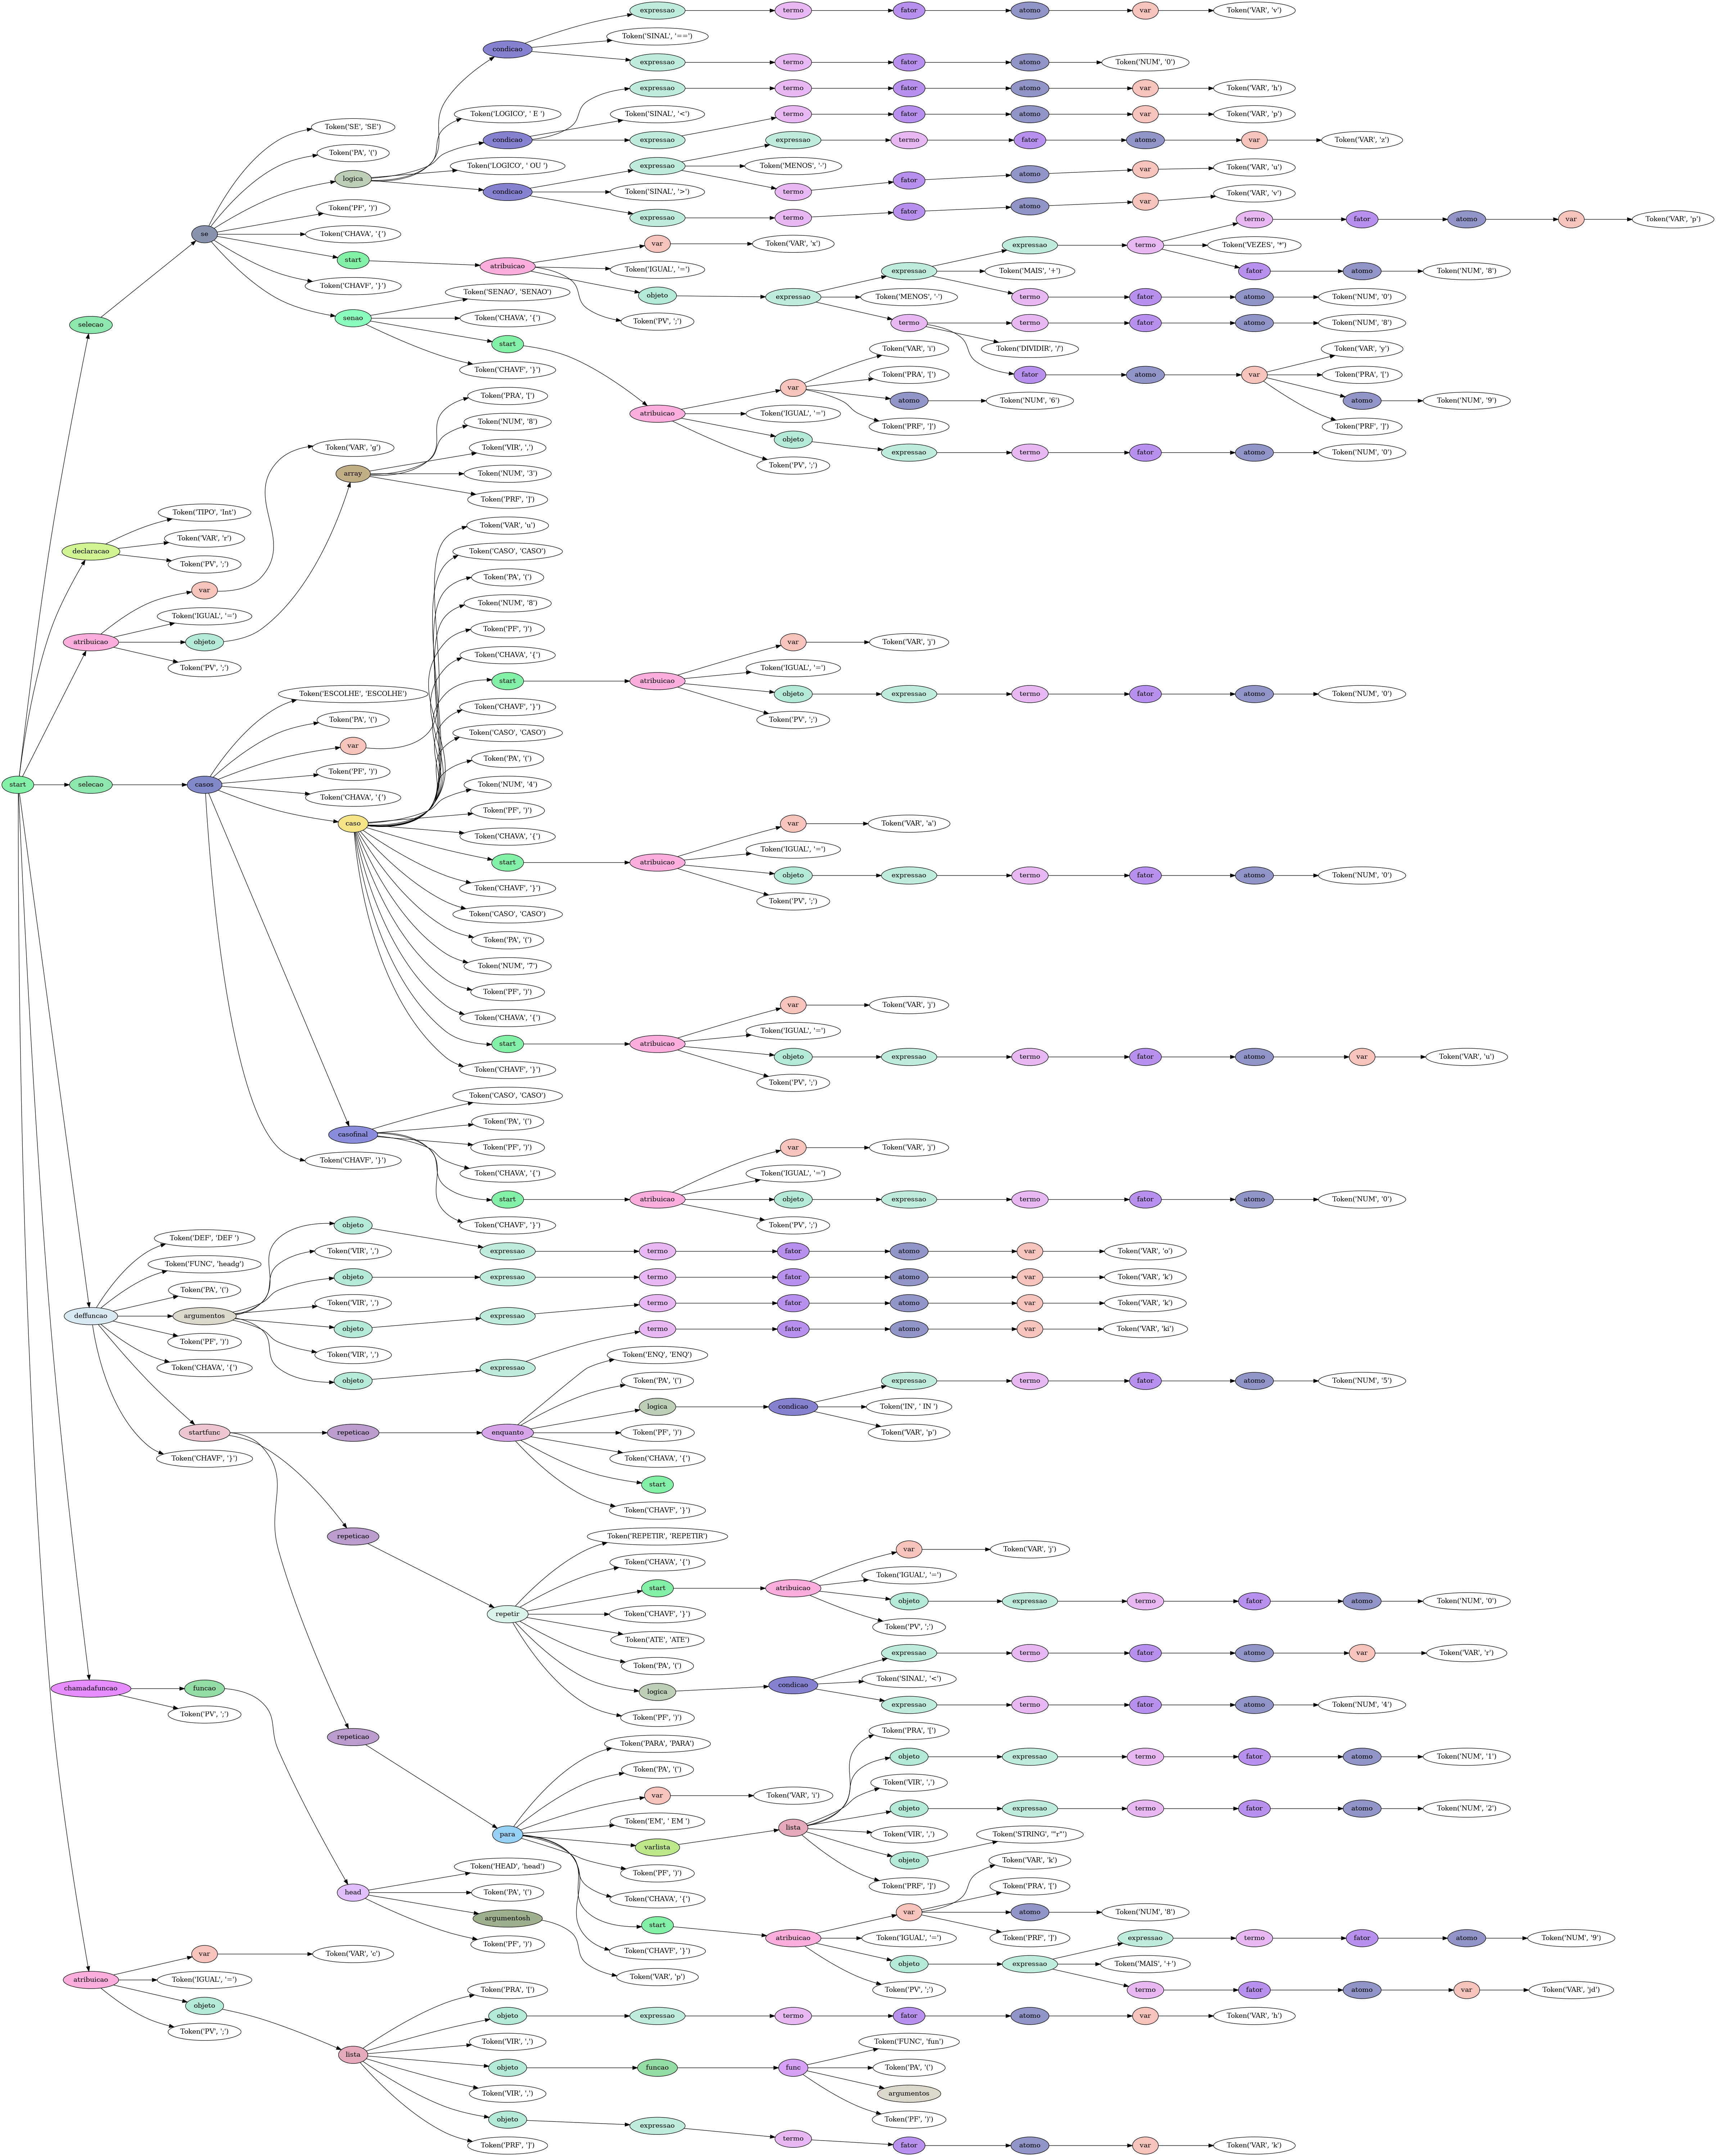 expressao termo fator atomo var Token('VAR', 'v')
Token('SINAL', '==')
condicao
expressao termo fator atomo Token('NUM', '0')
expressao termo fator atomo var Token('VAR', 'h')
Token('LOGICO', ' E ') Token('SINAL', '<') termo fator atomo var Token('VAR', 'p')
Token('SE', 'SE')
condicao expressao expressao termo fator atomo var Token('VAR', 'z')
Token('PA', '(')
Token('LOGICO', ' OU ') expressao Token('MENOS', '-') atomo var Token('VAR', 'u')
logica fator
condicao Token('SINAL', '>') termo var Token('VAR', 'v')
Token('PF', ')') atomo
expressao termo fator termo fator atomo var Token('VAR', 'p')
se Token('CHAVA', '{')
var Token('VAR', 'x') expressao termo Token('VEZES', '*')
start
atribuicao Token('IGUAL', '=') Token('MAIS', '+') fator atomo Token('NUM', '8')
Token('CHAVF', '}')
Token('SENAO', 'SENAO') objeto expressao expressao Token('MENOS', '-') termo fator atomo Token('NUM', '0')
selecao senao Token('CHAVA', '{') Token('PV', ';') termo termo fator atomo Token('NUM', '8')
start Token('VAR', 'i') Token('DIVIDIR', '/') Token('VAR', 'y')
Token('CHAVF', '}') Token('PRA', '[') fator atomo var Token('PRA', '[')
var
Token('PRA', '[') atomo Token('NUM', '6') atomo Token('NUM', '9')
atribuicao Token('IGUAL', '=')
Token('NUM', '8') Token('PRF', ']') Token('PRF', ']')
Token('VAR', 'g') Token('VIR', ',') objeto expressao termo fator atomo Token('NUM', '0')
array Token('NUM', '3') Token('PV', ';')
Token('PRF', ']')
Token('TIPO', 'Int')
Token('VAR', 'u')
Token('VAR', 'r')
declaracao Token('CASO', 'CASO')
Token('PV', ';')
Token('PA', '(')
var
Token('NUM', '8')
Token('IGUAL', '=')
Token('PF', ')')
atribuicao objeto var Token('VAR', 'j')
Token('CHAVA', '{')
Token('PV', ';') Token('IGUAL', '=')
start atribuicao
Token('ESCOLHE', 'ESCOLHE') objeto expressao termo fator atomo Token('NUM', '0')
Token('CHAVF', '}')
Token('PA', '(') Token('PV', ';')
Token('CASO', 'CASO')
var
Token('PA', '(')
Token('PF', ')')
start selecao casos Token('NUM', '4')
Token('CHAVA', '{')
Token('PF', ')')
caso var Token('VAR', 'a')
Token('CHAVA', '{')
Token('IGUAL', '=')
start atribuicao
objeto expressao termo fator atomo Token('NUM', '0')
Token('CHAVF', '}')
Token('PV', ';')
Token('CASO', 'CASO')
Token('PA', '(')
Token('NUM', '7')
Token('PF', ')')
var Token('VAR', 'j')
Token('CHAVA', '{')
Token('IGUAL', '=')
start atribuicao
objeto expressao termo fator atomo var Token('VAR', 'u')
Token('CHAVF', '}')
Token('PV', ';')
Token('CASO', 'CASO')
Token('PA', '(')
casofinal
Token('PF', ')') var Token('VAR', 'j')
Token('CHAVF', '}')
Token('CHAVA', '{') Token('IGUAL', '=')
start atribuicao objeto expressao termo fator atomo Token('NUM', '0')
objeto Token('CHAVF', '}') Token('PV', ';')
Token('DEF', 'DEF ')
Token('VIR', ',') expressao termo fator atomo var Token('VAR', 'o')
Token('FUNC', 'headg')
objeto expressao termo fator atomo var Token('VAR', 'k')
Token('PA', '(')
Token('VIR', ',') termo fator atomo var Token('VAR', 'k')
deffuncao argumentos expressao
objeto termo fator atomo var Token('VAR', 'ki')
Token('PF', ')')
Token('VIR', ',') Token('ENQ', 'ENQ')
Token('CHAVA', '{') expressao
objeto Token('PA', '(') expressao termo fator atomo Token('NUM', '5')
logica condicao Token('IN', ' IN ')
startfunc repeticao enquanto Token('PF', ')') Token('VAR', 'p')
Token('CHAVF', '}') Token('CHAVA', '{')
start
Token('CHAVF', '}')
repeticao Token('REPETIR', 'REPETIR')
var Token('VAR', 'j')
Token('CHAVA', '{')
Token('IGUAL', '=')
start atribuicao
objeto expressao termo fator atomo Token('NUM', '0')
repetir Token('CHAVF', '}')
Token('PV', ';')
Token('ATE', 'ATE')
expressao termo fator atomo var Token('VAR', 'r')
Token('PA', '(')
Token('SINAL', '<')
chamadafuncao funcao logica condicao
expressao termo fator atomo Token('NUM', '4')
Token('PV', ';') Token('PF', ')')
repeticao Token('PRA', '[')
Token('PARA', 'PARA')
objeto expressao termo fator atomo Token('NUM', '1')
Token('PA', '(')
Token('VIR', ',')
var Token('VAR', 'i')
objeto expressao termo fator atomo Token('NUM', '2')
Token('EM', ' EM ')
para lista Token('VIR', ',') Token('STRING', '"r"')
varlista
objeto Token('VAR', 'k')
Token('HEAD', 'head') Token('PF', ')')
Token('PRF', ']') Token('PRA', '[')
head Token('PA', '(')
Token('CHAVA', '{')
var atomo Token('NUM', '8')
argumentosh
start
Token('IGUAL', '=') Token('PRF', ']') expressao termo fator atomo Token('NUM', '9')
Token('PF', ')') atribuicao
var Token('VAR', 'c') Token('CHAVF', '}')
objeto expressao Token('MAIS', '+')
atribuicao Token('IGUAL', '=') Token('VAR', 'p')
Token('PRA', '[') Token('PV', ';') termo fator atomo var Token('VAR', 'jd')
objeto
objeto expressao termo fator atomo var Token('VAR', 'h')
Token('PV', ';')
Token('VIR', ',') Token('FUNC', 'fun')
lista
objeto funcao func Token('PA', '(')
Token('VIR', ',') argumentos
objeto Token('PF', ')')
expressao
termo
Token('PRF', ']') fator atomo var Token('VAR', 'k')